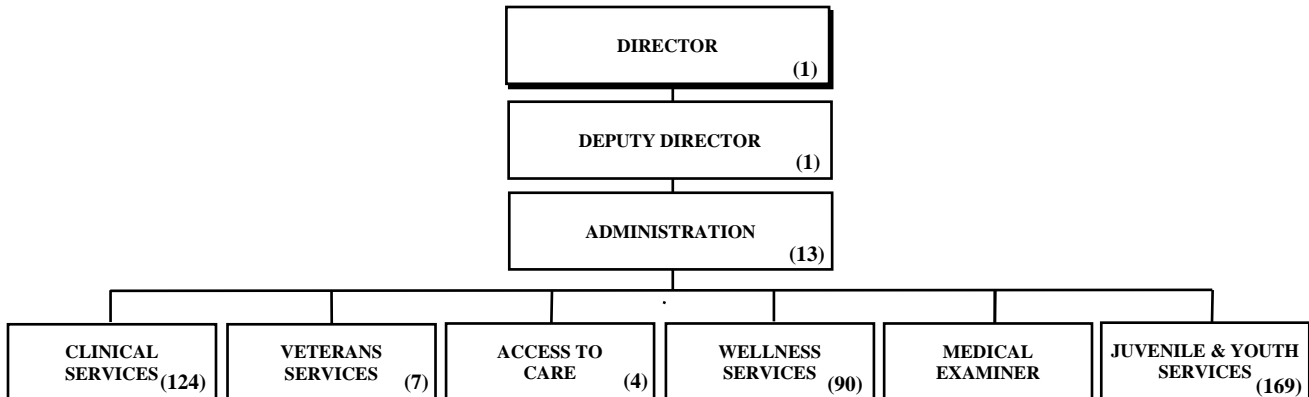 DIRECTOR
(1)
DEPUTY DIRECTOR
(1)
ADMINISTRATION
(13)
CLINICAL
SERVICES (124)
VETERANS
SERVICES (7)
ACCESS TO
CARE (4)
WELLNESS
SERVICES (90)
MEDICAL
EXAMINER
JUVENILE & YOUTH
SERVICES (169)